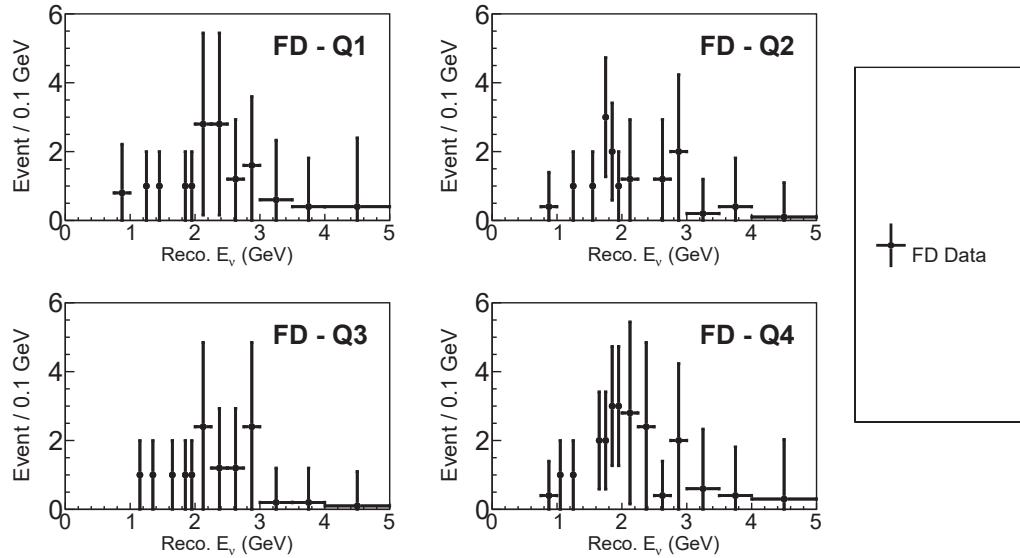 FD - Q1
Event / 0.1 GeV
6
4
2
0
0 1 2 3 4 5
Reco. Eν (GeV)
FD - Q2
Event / 0.1 GeV
6
4
2
0
0 1 2 3 4 5
Reco. Eν (GeV)
FD - Q3
Event / 0.1 GeV
6
4
2
0
0 1 2 3 4 5
Reco. Eν (GeV)
FD - Q4
Event / 0.1 GeV
6
4
2
0
0 1 2 3 4 5
Reco. Eν (GeV)
FD Data